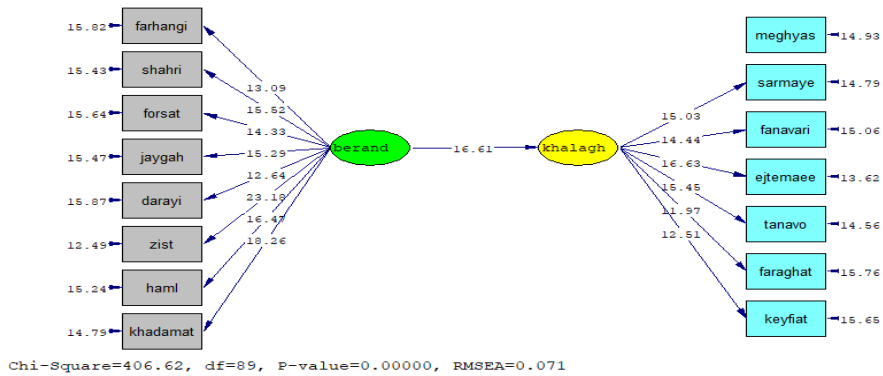 15.82 farhangi
15.43 shahri
15.64 forsat
15.47 jaygah
15.87 darayi
12.49 zist
15.24 haml
14.79 khadamat
13.09
15.52
14.33
15.29
12.64
23.18
16.47
18.26
berand
16.61
khalagh
15.03
14.44
16.63
15.45
11.97
12.51
meghyas 14.93
sarmaye 14.79
fanavari 15.06
ejtemaee 13.62
tanavo 14.56
faraghat 15.76
keyfiat 15.65
Chi-Square=406.62, df=89, P-value=0.00000, RMSEA=0.071